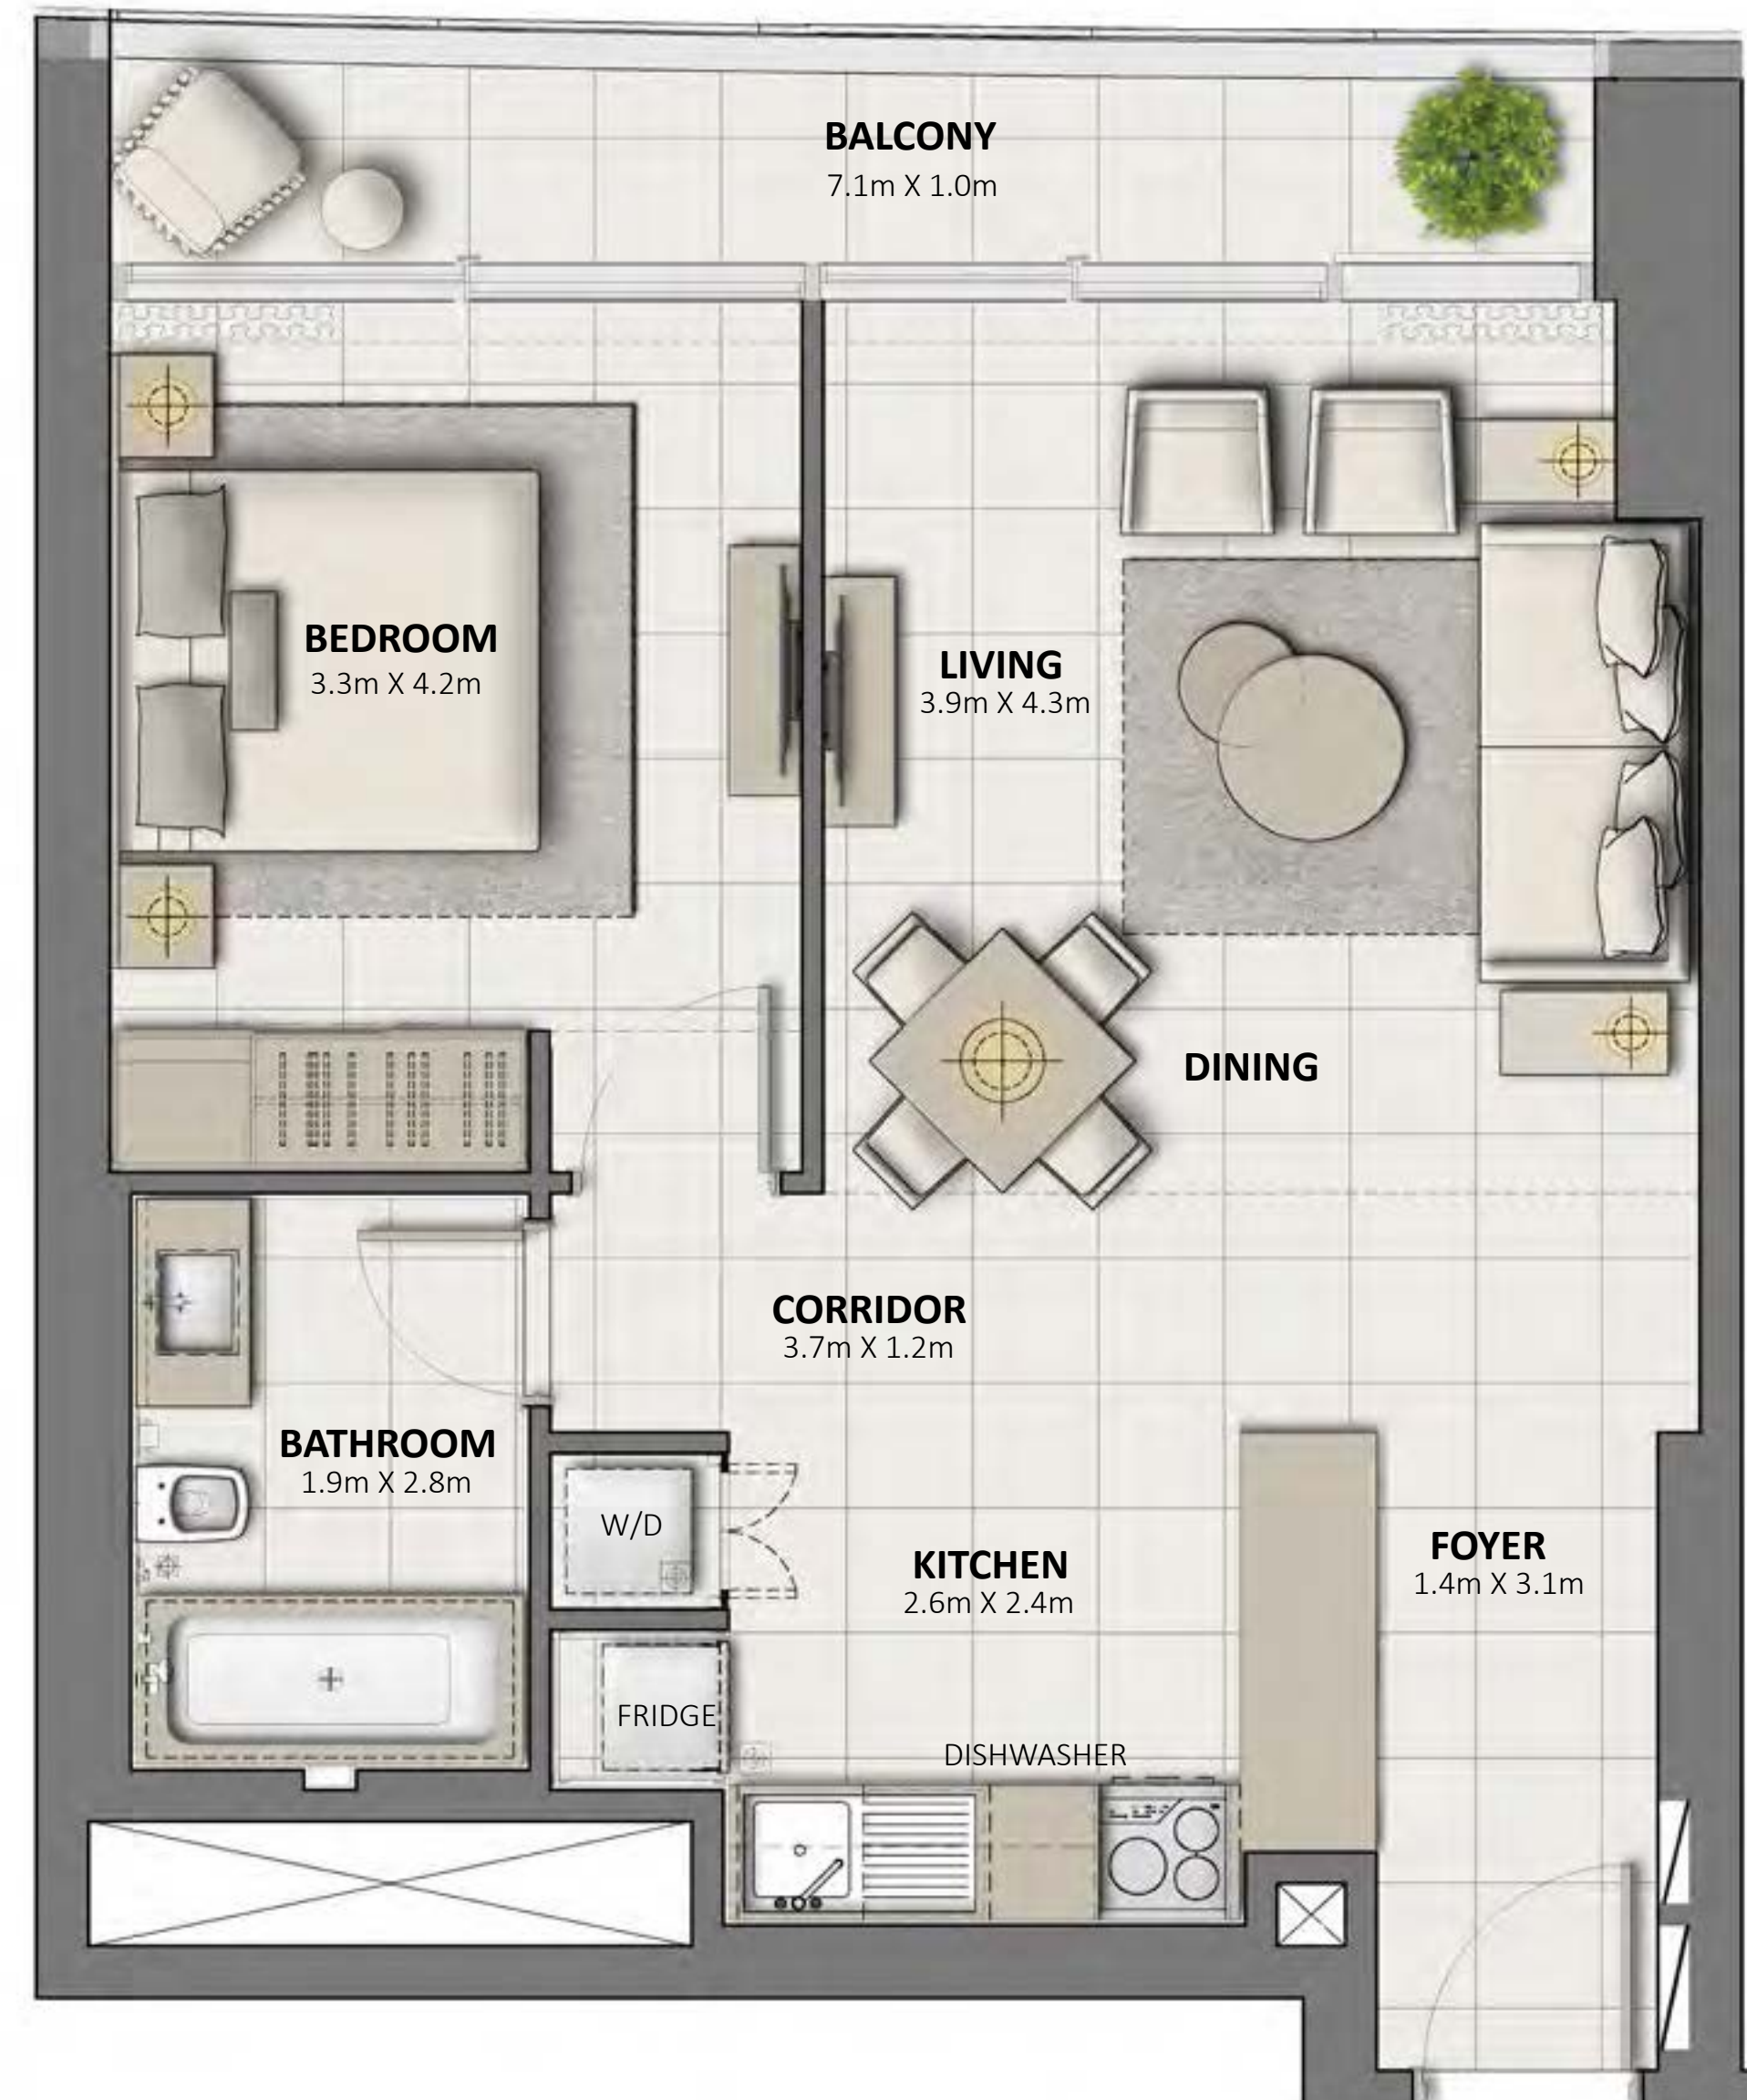 BALCONY
7.1m X 1.0m
BEDROOM
3.3m X 4.2m
LIVING
3.9m X 4.3m
DINING
CORRIDOR
3.7m X 1.2m
BATHROOM
1.9m X 2.8m
W/D
KITCHEN
2.6m X 2.4m
FOYER
1.4m X 3.1m
FRIDGE
DISHWASHER